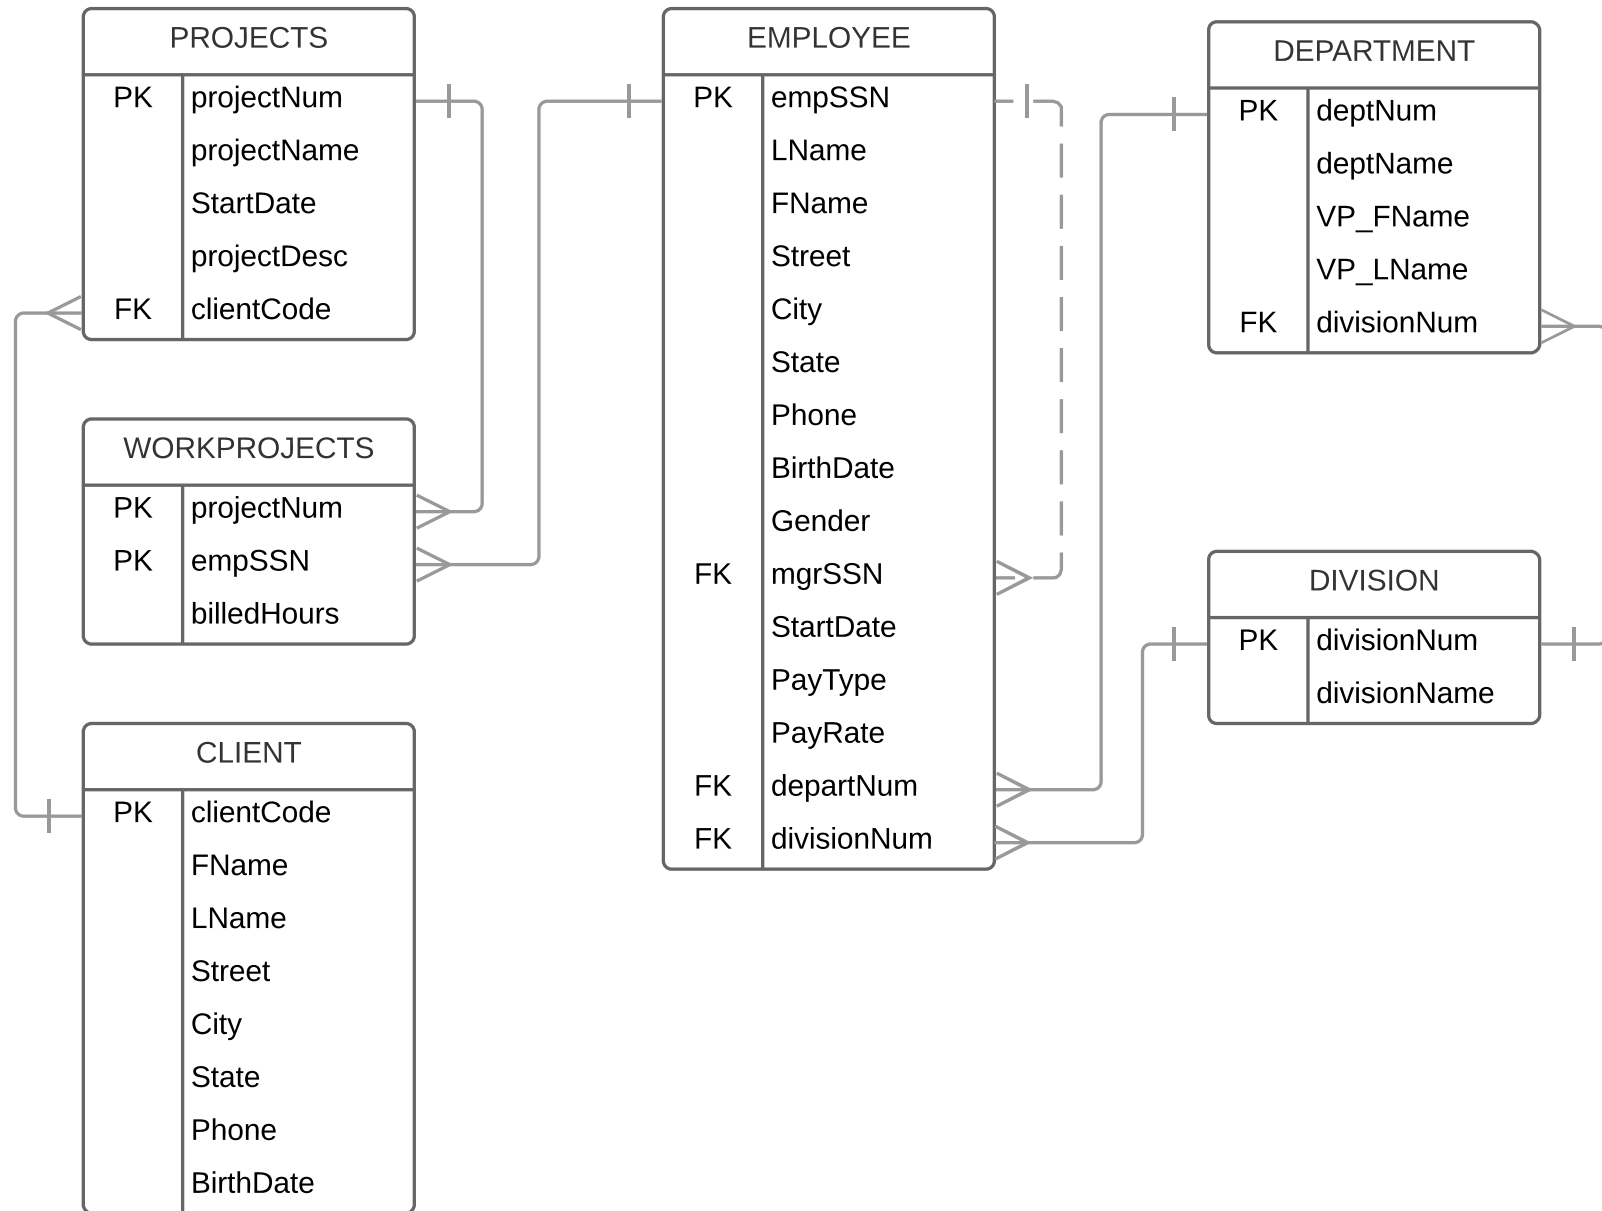 PROJECTS
PK projectNum
projectName
StartDate
projectDesc
FK clientCode
WORKPROJECTS
PK projectNum
PK empSSN
billedHours
CLIENT
PK clientCode
FName
LName
Street
City
State
Phone
BirthDate
EMPLOYEE
PK empSSN
LName
FName
Street
City
State
Phone
BirthDate
Gender
FK mgrSSN
StartDate
PayType
PayRate
FK departNum
FK divisionNum
DEPARTMENT
PK deptNum
deptName
VP_FName
VP_LName
FK divisionNum
DIVISION
PK divisionNum
divisionName